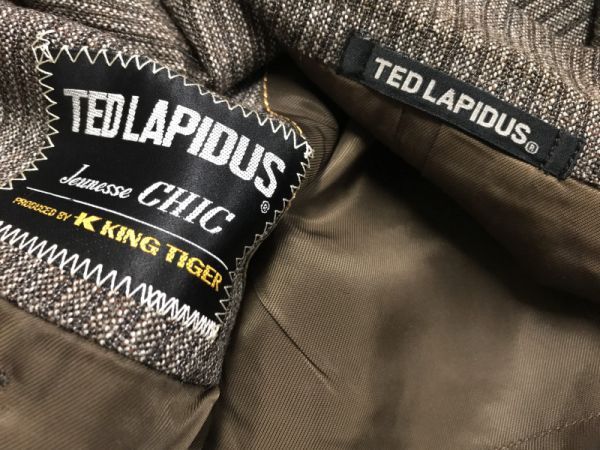 TED LAPIDUS®
Jeunesse CHIC
PRODUCED BY K KING TIGER
TED LAPIDUS®